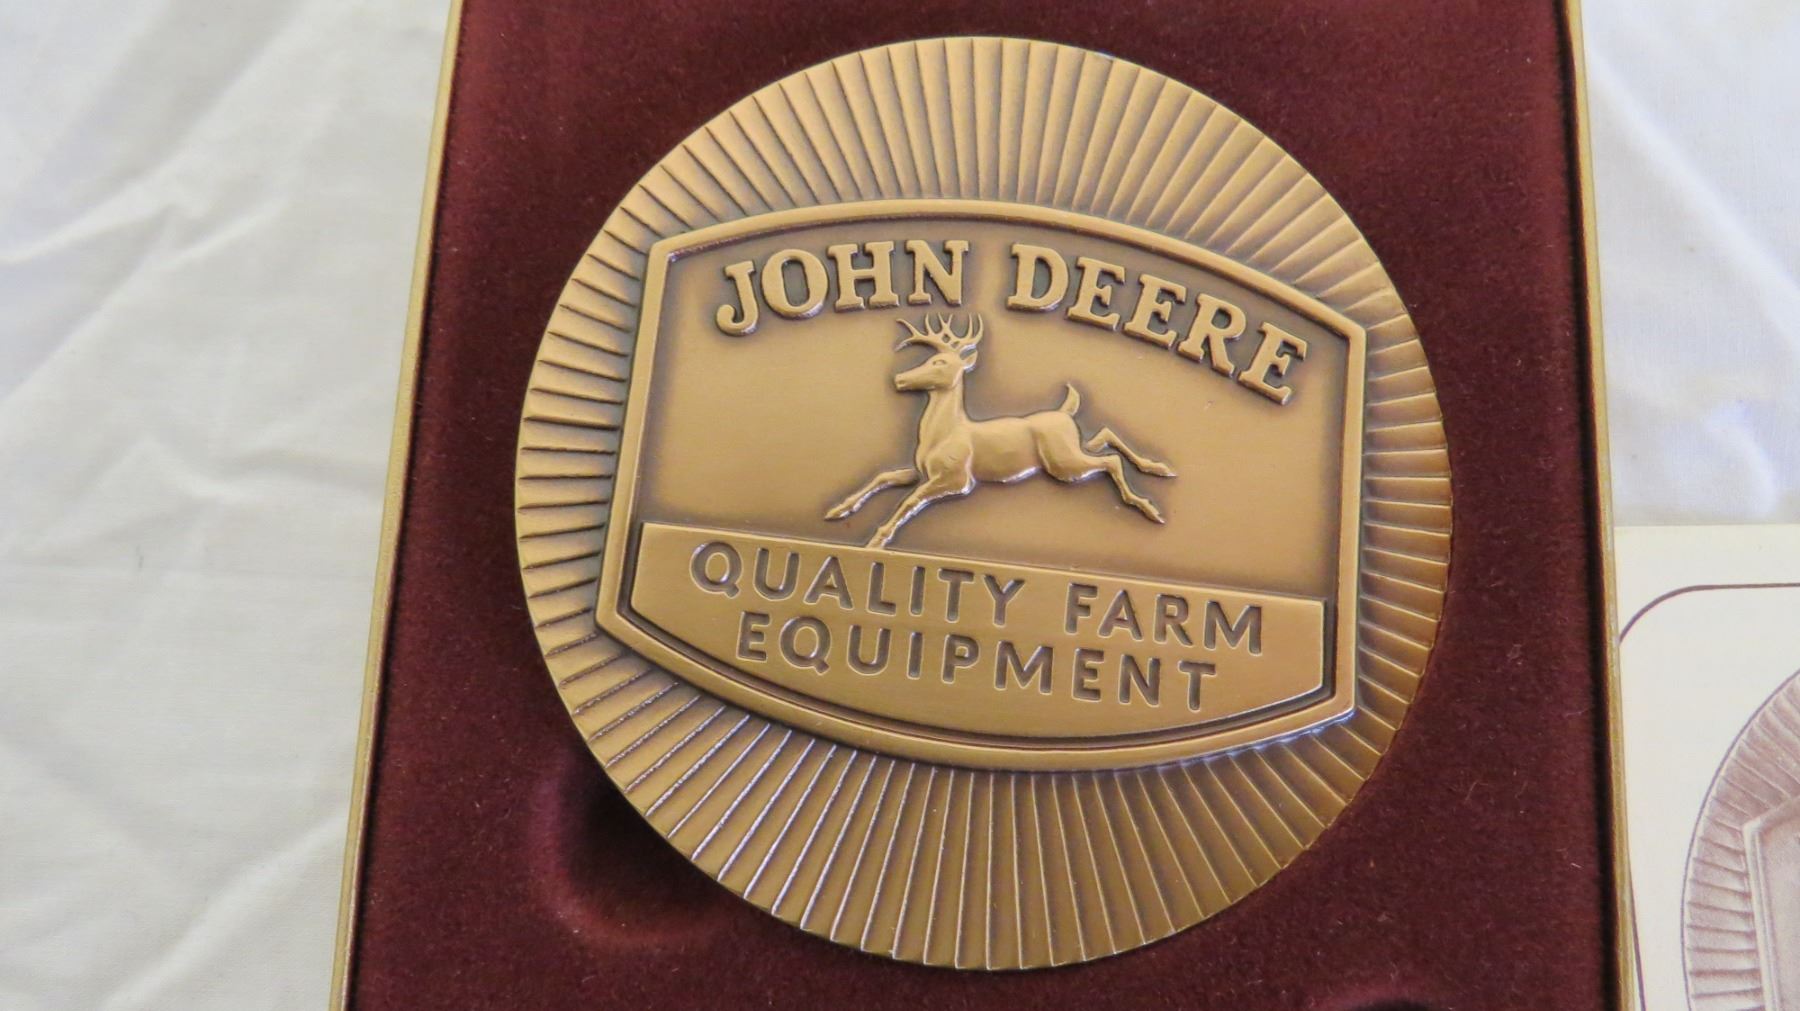 JOHN DEERE
QUALITY FARM
EQUIPMENT